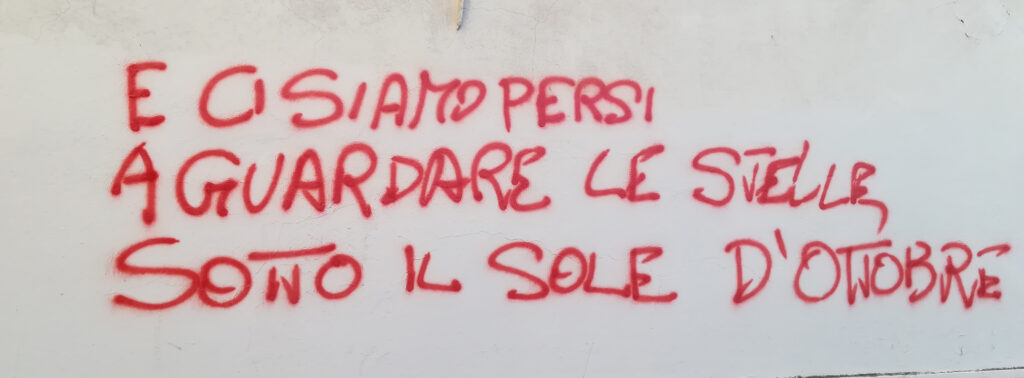 E CI SIAMO PERSI
A GUARDARE LE STELLE,
SOTTO IL SOLE D'OTTOBRE